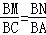 BM/BC = BN/BA